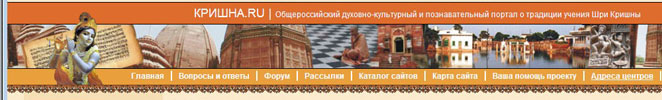 КРИШНА.RU | Общероссийский духовно-культурный и познавательный портал о традиции учения Шри Кришны
Главная | Вопросы и ответы | Форум | Рассылки | Каталог сайтов | Карта сайта | Ваша помощь проекту | Адреса центров |